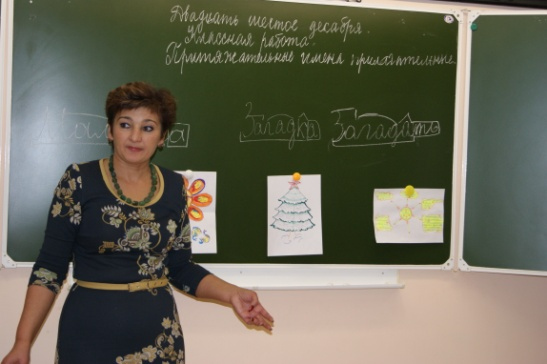 Двадцать шестое декабря.
Классная работа.
Притяжательные имена прилагательные.
Загадка Загадать